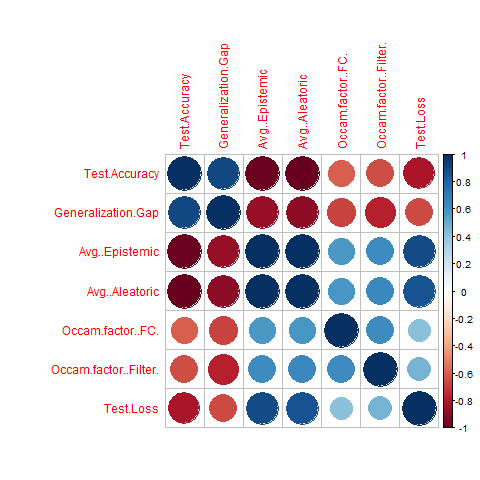 Test.Accuracy
Generalization.Gap
Avg..Epistemic
Avg..Aleatoric
Occam.factor..FC.
Occam.factor..Filter.
Test.Loss
Test.Accuracy
Generalization.Gap
Avg..Epistemic
Avg..Aleatoric
Occam.factor..FC.
Occam.factor..Filter.
Test.Loss
1
0.8
0.6
0.4
0.2
0
-0.2
-0.4
-0.6
-0.8
-1